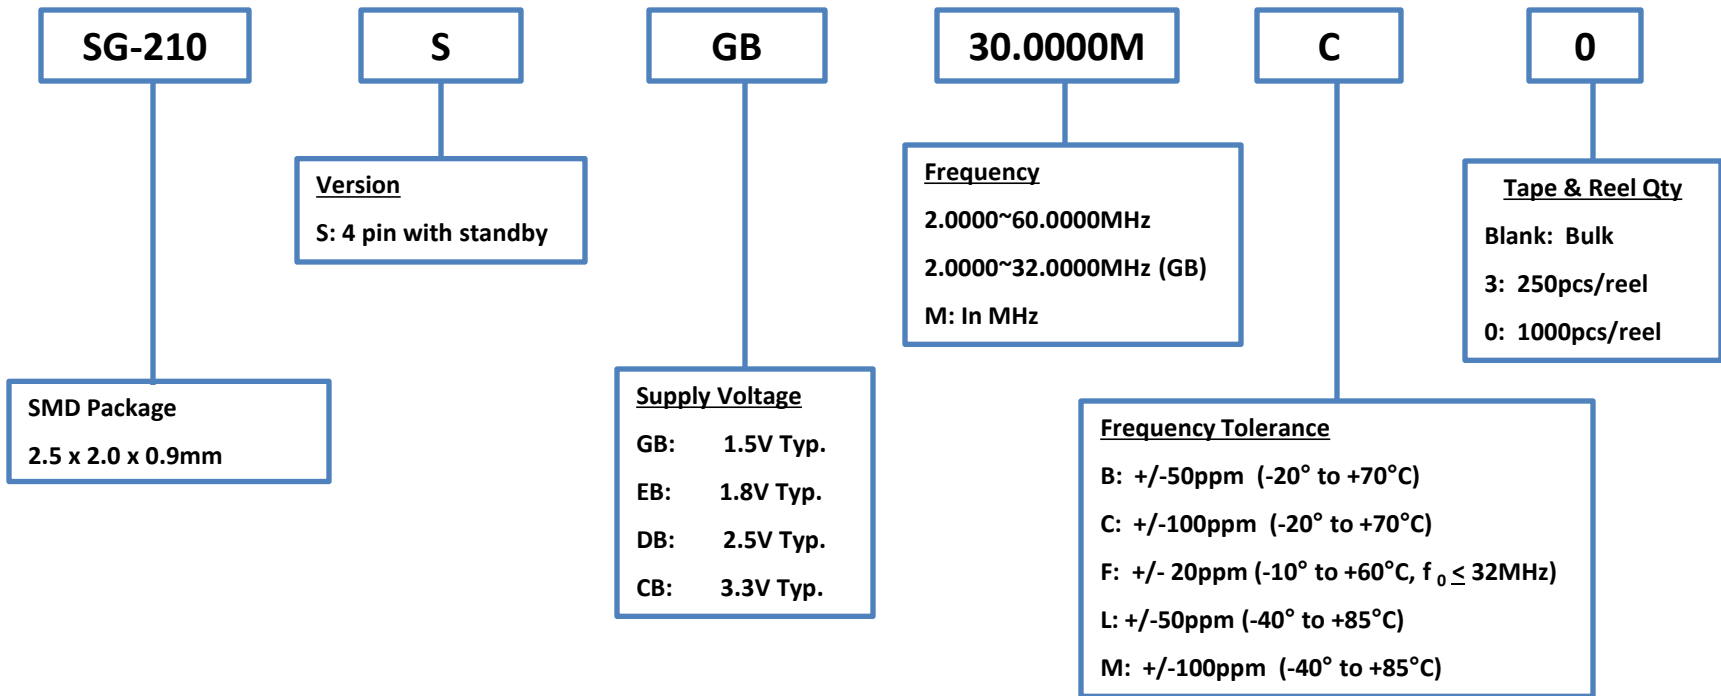 SG-210 S GB 30.0000M C 0
Version
S: 4 pin with standby
Frequency
2.0000~60.0000MHz
2.0000~32.0000MHz (GB)
M: In MHz
Tape & Reel Qty
Blank: Bulk
3: 250pcs/reel
0: 1000pcs/reel
SMD Package
2.5 x 2.0 x 0.9mm
Supply Voltage
GB: 1.5V Typ.
EB: 1.8V Typ.
DB: 2.5V Typ.
CB: 3.3V Typ.
Frequency Tolerance
B: +/-50ppm (-20° to +70°C)
C: +/-100ppm (-20° to +70°C)
F: +/- 20ppm (-10° to +60°C, f 0 ≤ 32MHz)
L: +/-50ppm (-40° to +85°C)
M: +/-100ppm (-40° to +85°C)